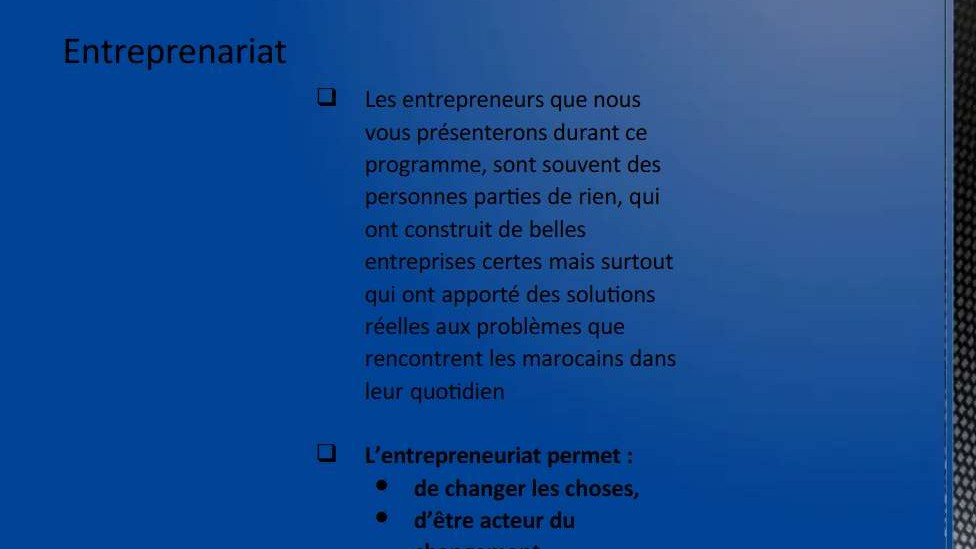 Entreprenariat
❑ Les entrepreneurs que nous
vous présenterons durant ce
programme, sont souvent des
personnes parties de rien, qui
ont construit de belles
entreprises certes mais surtout
qui ont apporté des solutions
réelles aux problèmes que
rencontrent les marocains dans
leur quotidien
❑ L’entrepreneuriat permet :
• de changer les choses,
• d’être acteur du